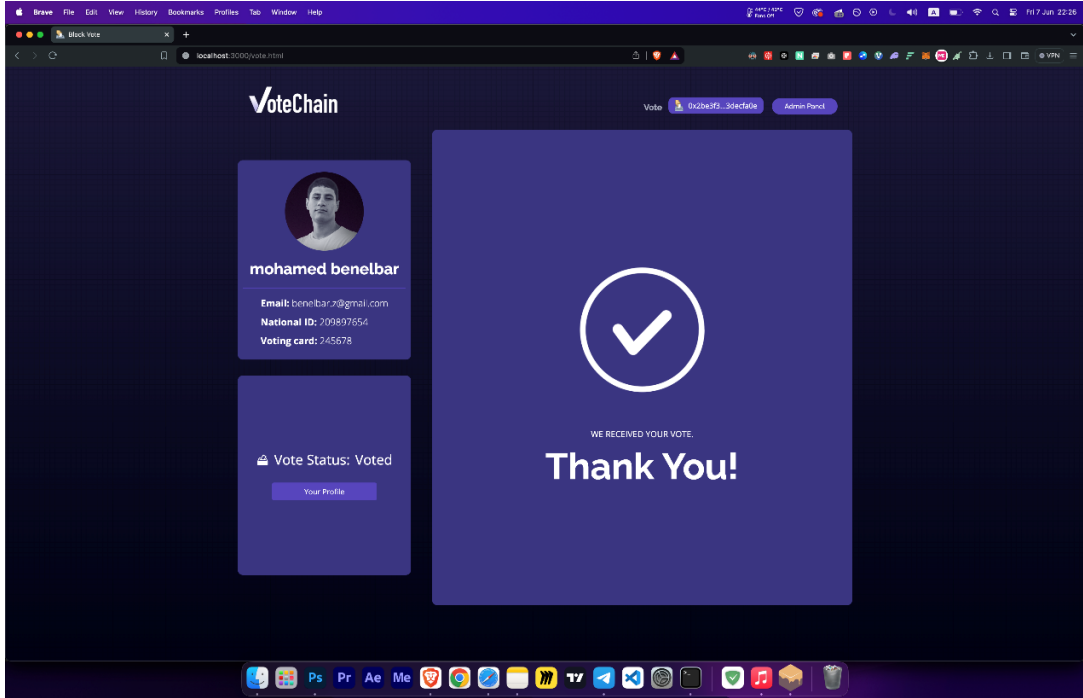 Brave File Edit View History Bookmarks Profiles Tab Window Help
Fri 7 Jun 22:26
Block Vote
localhost:3000/vote.html
VPN
VoteChain
Vote 0x2be3f3...3decfa0e Admin Panel
mohamed benelbar
Email: benelbar.z@gmail.com
National ID: 209897654
Voting card: 245678
Vote Status: Voted
Your Profile
WE RECEIVED YOUR VOTE.
Thank You!
Ps Pr Ae Me